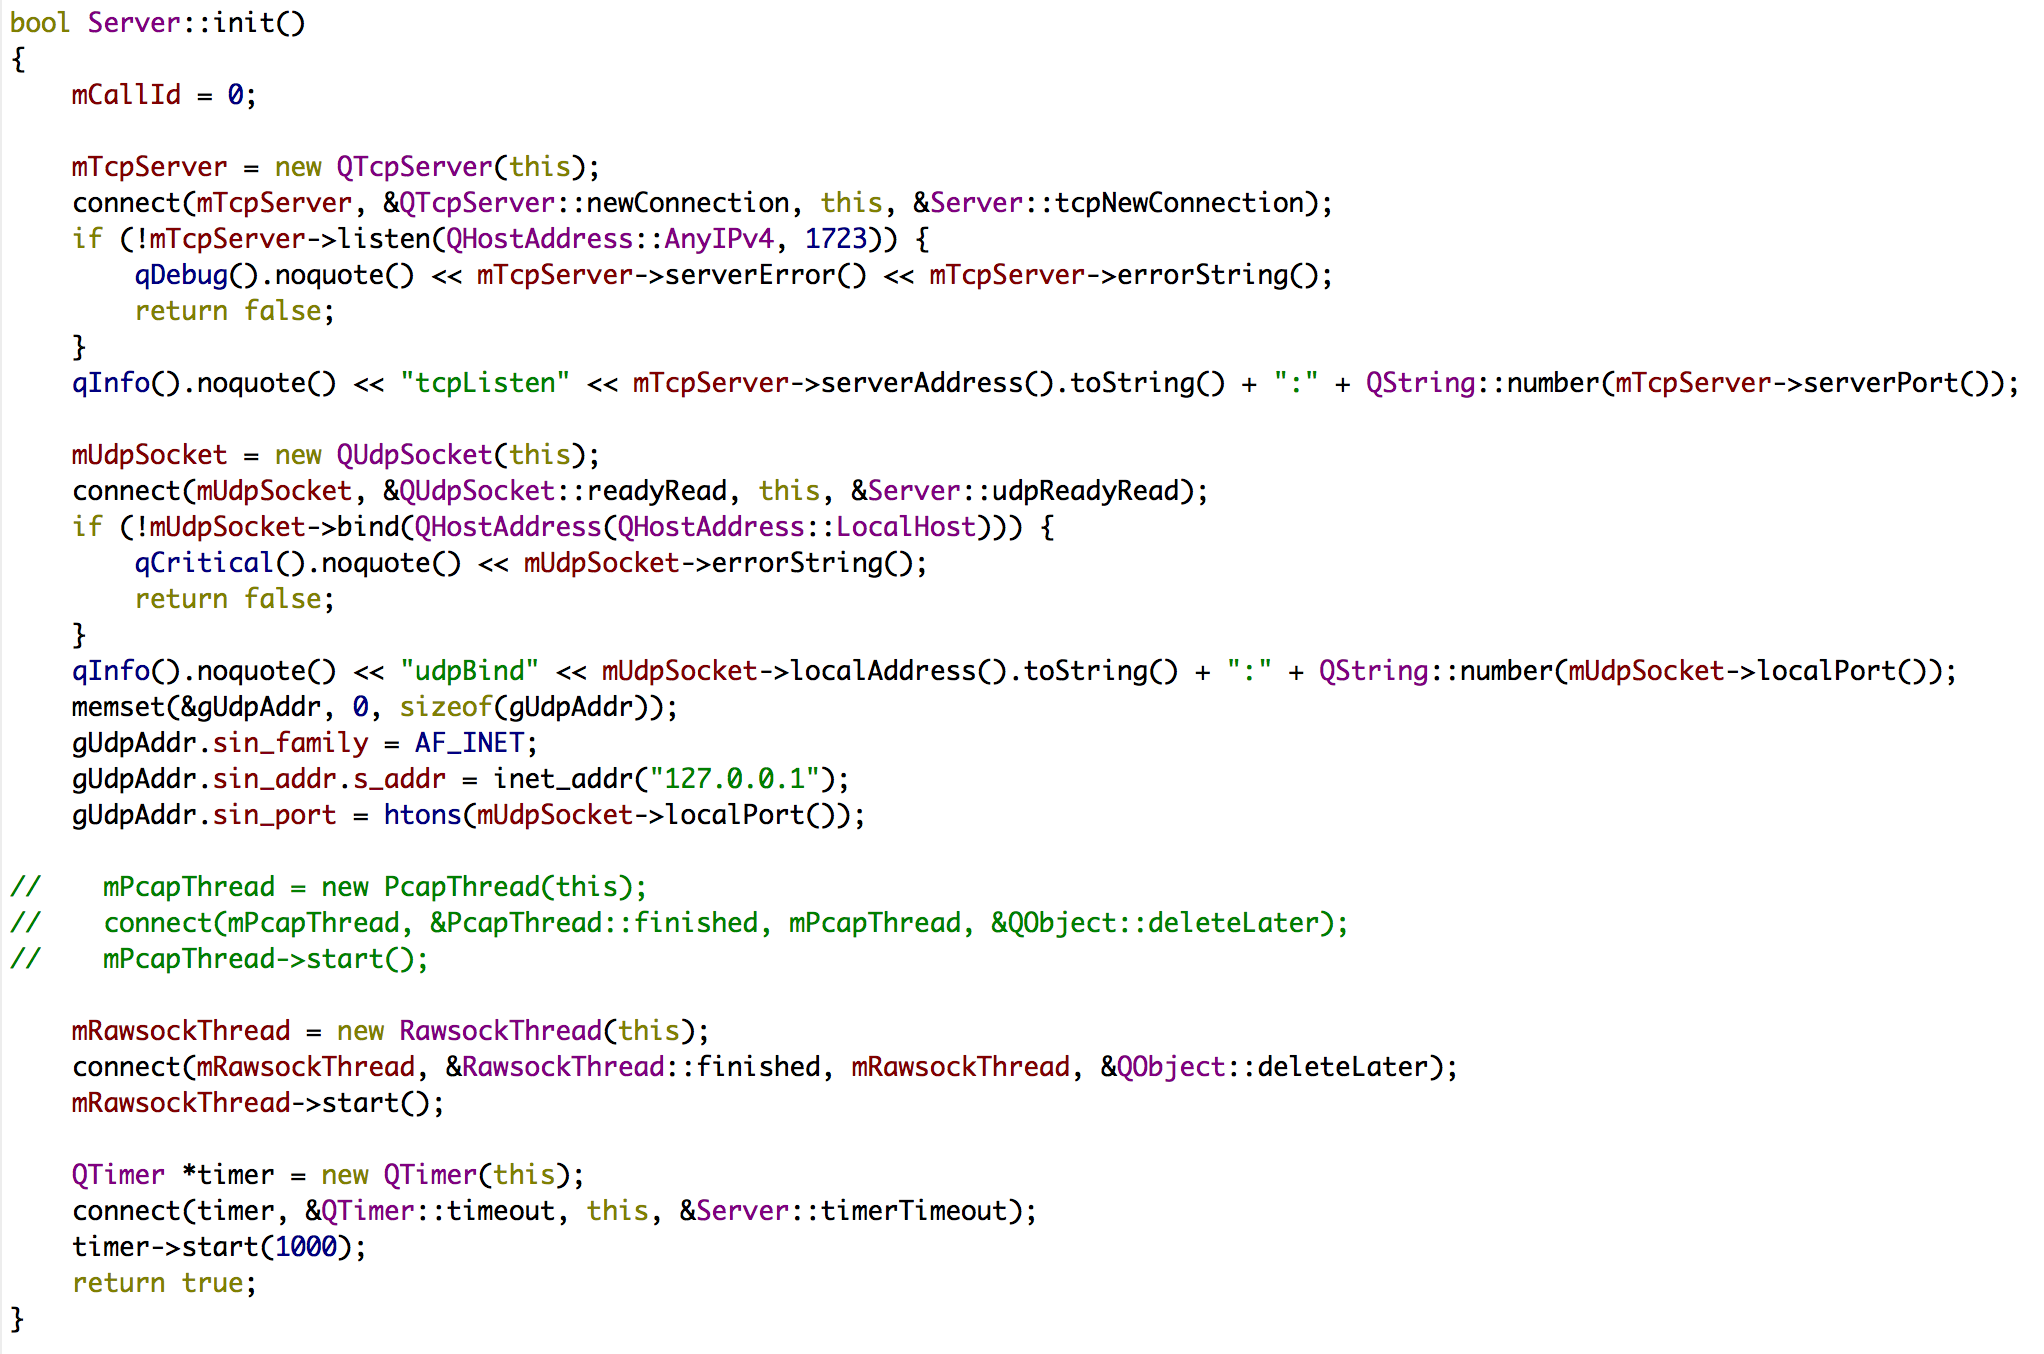 bool Server::init()
{
    mCallId = 0;

    mTcpServer = new QTcpServer(this);
    connect(mTcpServer, &QTcpServer::newConnection, this, &Server::tcpNewConnection);
    if (!mTcpServer->listen(QHostAddress::AnyIPv4, 1723)) {
        qDebug().noquote() << mTcpServer->serverError() << mTcpServer->errorString();
        return false;
    }
    qInfo().noquote() << "tcpListen" << mTcpServer->serverAddress().toString() + ":" + QString::number(mTcpServer->serverPort());

    mUdpSocket = new QUdpSocket(this);
    connect(mUdpSocket, &QUdpSocket::readyRead, this, &Server::udpReadyRead);
    if (!mUdpSocket->bind(QHostAddress(QHostAddress::LocalHost))) {
        qCritical().noquote() << mUdpSocket->errorString();
        return false;
    }
    qInfo().noquote() << "udpBind" << mUdpSocket->localAddress().toString() + ":" + QString::number(mUdpSocket->localPort());
    memset(&gUdpAddr, 0, sizeof(gUdpAddr));
    gUdpAddr.sin_family = AF_INET;
    gUdpAddr.sin_addr.s_addr = inet_addr("127.0.0.1");
    gUdpAddr.sin_port = htons(mUdpSocket->localPort());

//    mPcapThread = new PcapThread(this);
//    connect(mPcapThread, &PcapThread::finished, mPcapThread, &QObject::deleteLater);
//    mPcapThread->start();

    mRawsockThread = new RawsockThread(this);
    connect(mRawsockThread, &RawsockThread::finished, mRawsockThread, &QObject::deleteLater);
    mRawsockThread->start();

    QTimer *timer = new QTimer(this);
    connect(timer, &QTimer::timeout, this, &Server::timerTimeout);
    timer->start(1000);
    return true;
}